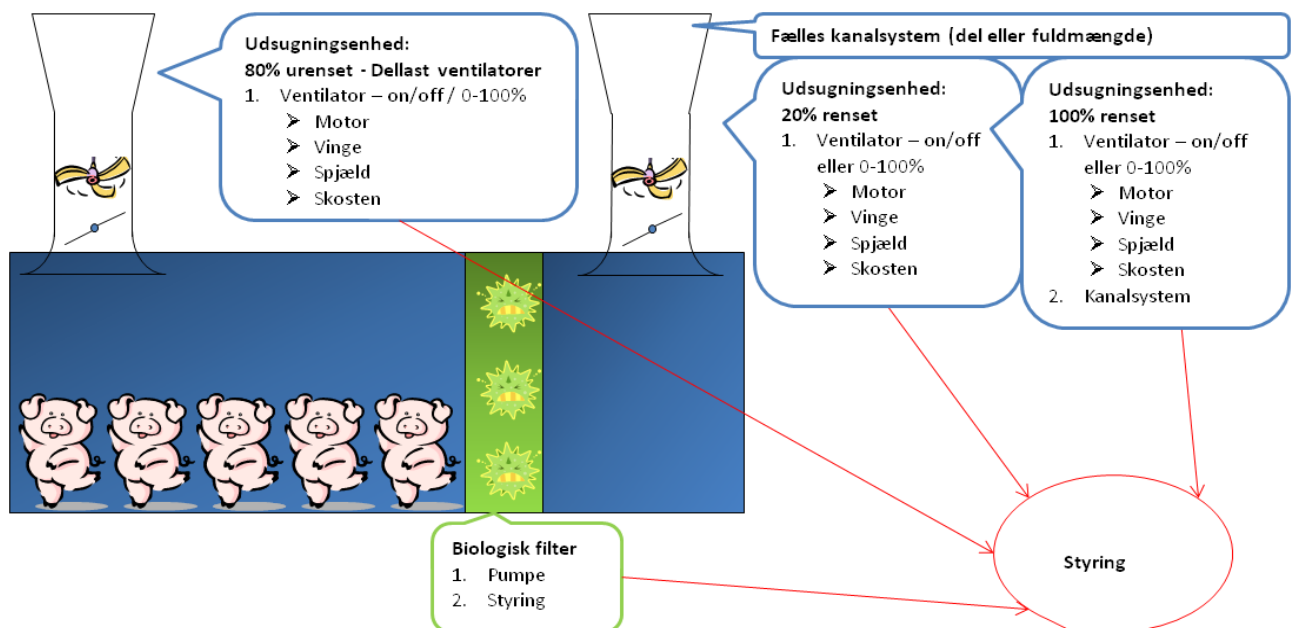 Udsugningsenhed:
80% urenset - Dellast ventilatorer
1. Ventilator – on/off / 0-100%
➢ Motor
➢ Vinge
➢ Spjæld
➢ Skosten
Fælles kanalsystem (del eller fuldmængde)
Udsugningsenhed:
20% renset
1. Ventilator – on/off
eller 0-100%
➢ Motor
➢ Vinge
➢ Spjæld
➢ Skosten
Udsugningsenhed:
100% renset
1. Ventilator – on/off
eller 0-100%
➢ Motor
➢ Vinge
➢ Spjæld
➢ Skosten
2. Kanalsystem
Biologisk filter
1. Pumpe
2. Styring
Styring